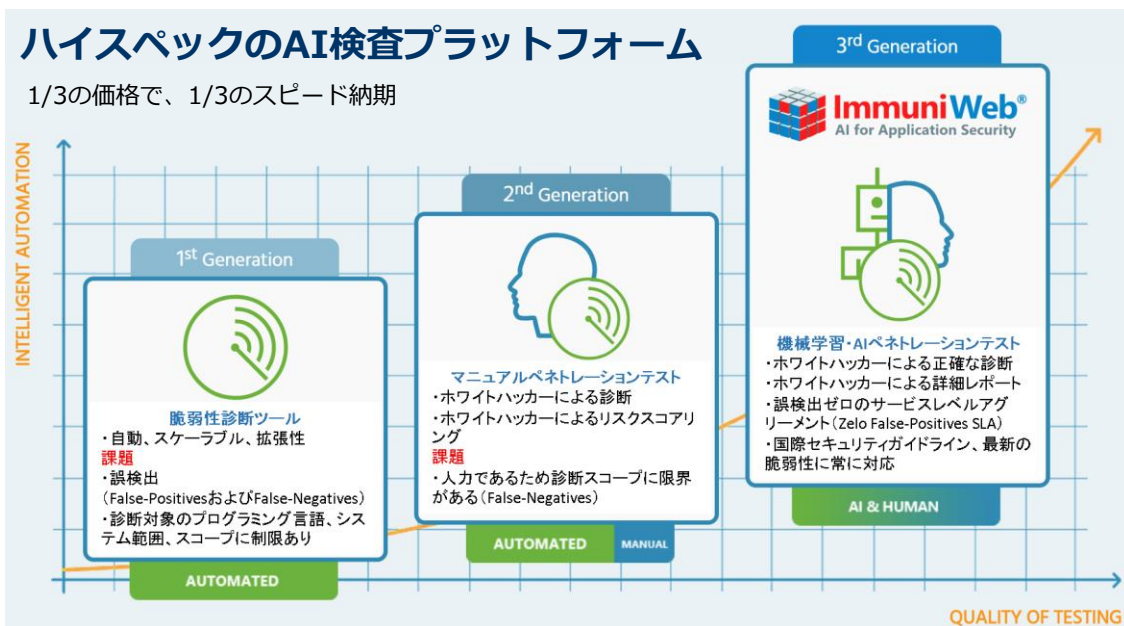 ハイスペックのAI検査プラットフォーム
1/3の価格で、1/3のスピード納期
INTELLIGENT AUTOMATION
1st Generation
脆弱性診断ツール
・自動、スケーラブル、拡張性
課題
・誤検出
（False-PositivesおよびFalse-Negatives）
・診断対象のプログラミング言語、シス
テム範囲、スコープに制限あり
AUTOMATED
2nd Generation
マニュアルペネトレーションテスト
・ホワイトハッカーによる診断
・ホワイトハッカーによるリスクスコアリ
ング
課題
・人力であるため診断スコープに限界
がある（False-Negatives）
AUTOMATED
MANUAL
3rd Generation
ImmuniWeb®
AI for Application Security
機械学習・AIペネトレーションテスト
・ホワイトハッカーによる正確な診断
・ホワイトハッカーによる詳細レポート
・誤検出ゼロのサービスレベルアグ
リーメント（Zelo False-Positives SLA）
・国際セキュリティガイドライン、最新の
脆弱性に常に対応
AI & HUMAN
QUALITY OF TESTING